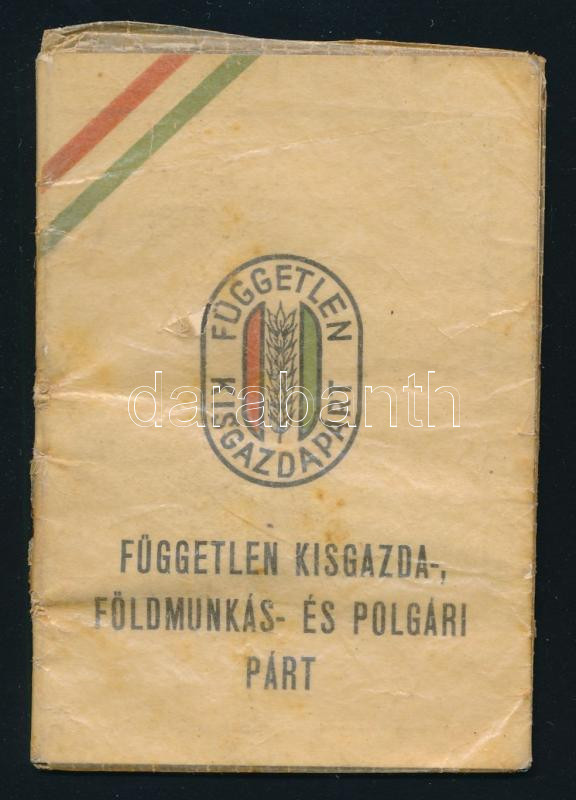 FÜGGETLEN
KISGAZDAPÁRT
darabanth
FÜGGETLEN KISGAZDA-,
FÖLDMUNKÁS- ÉS POLGÁRI
PÁRT